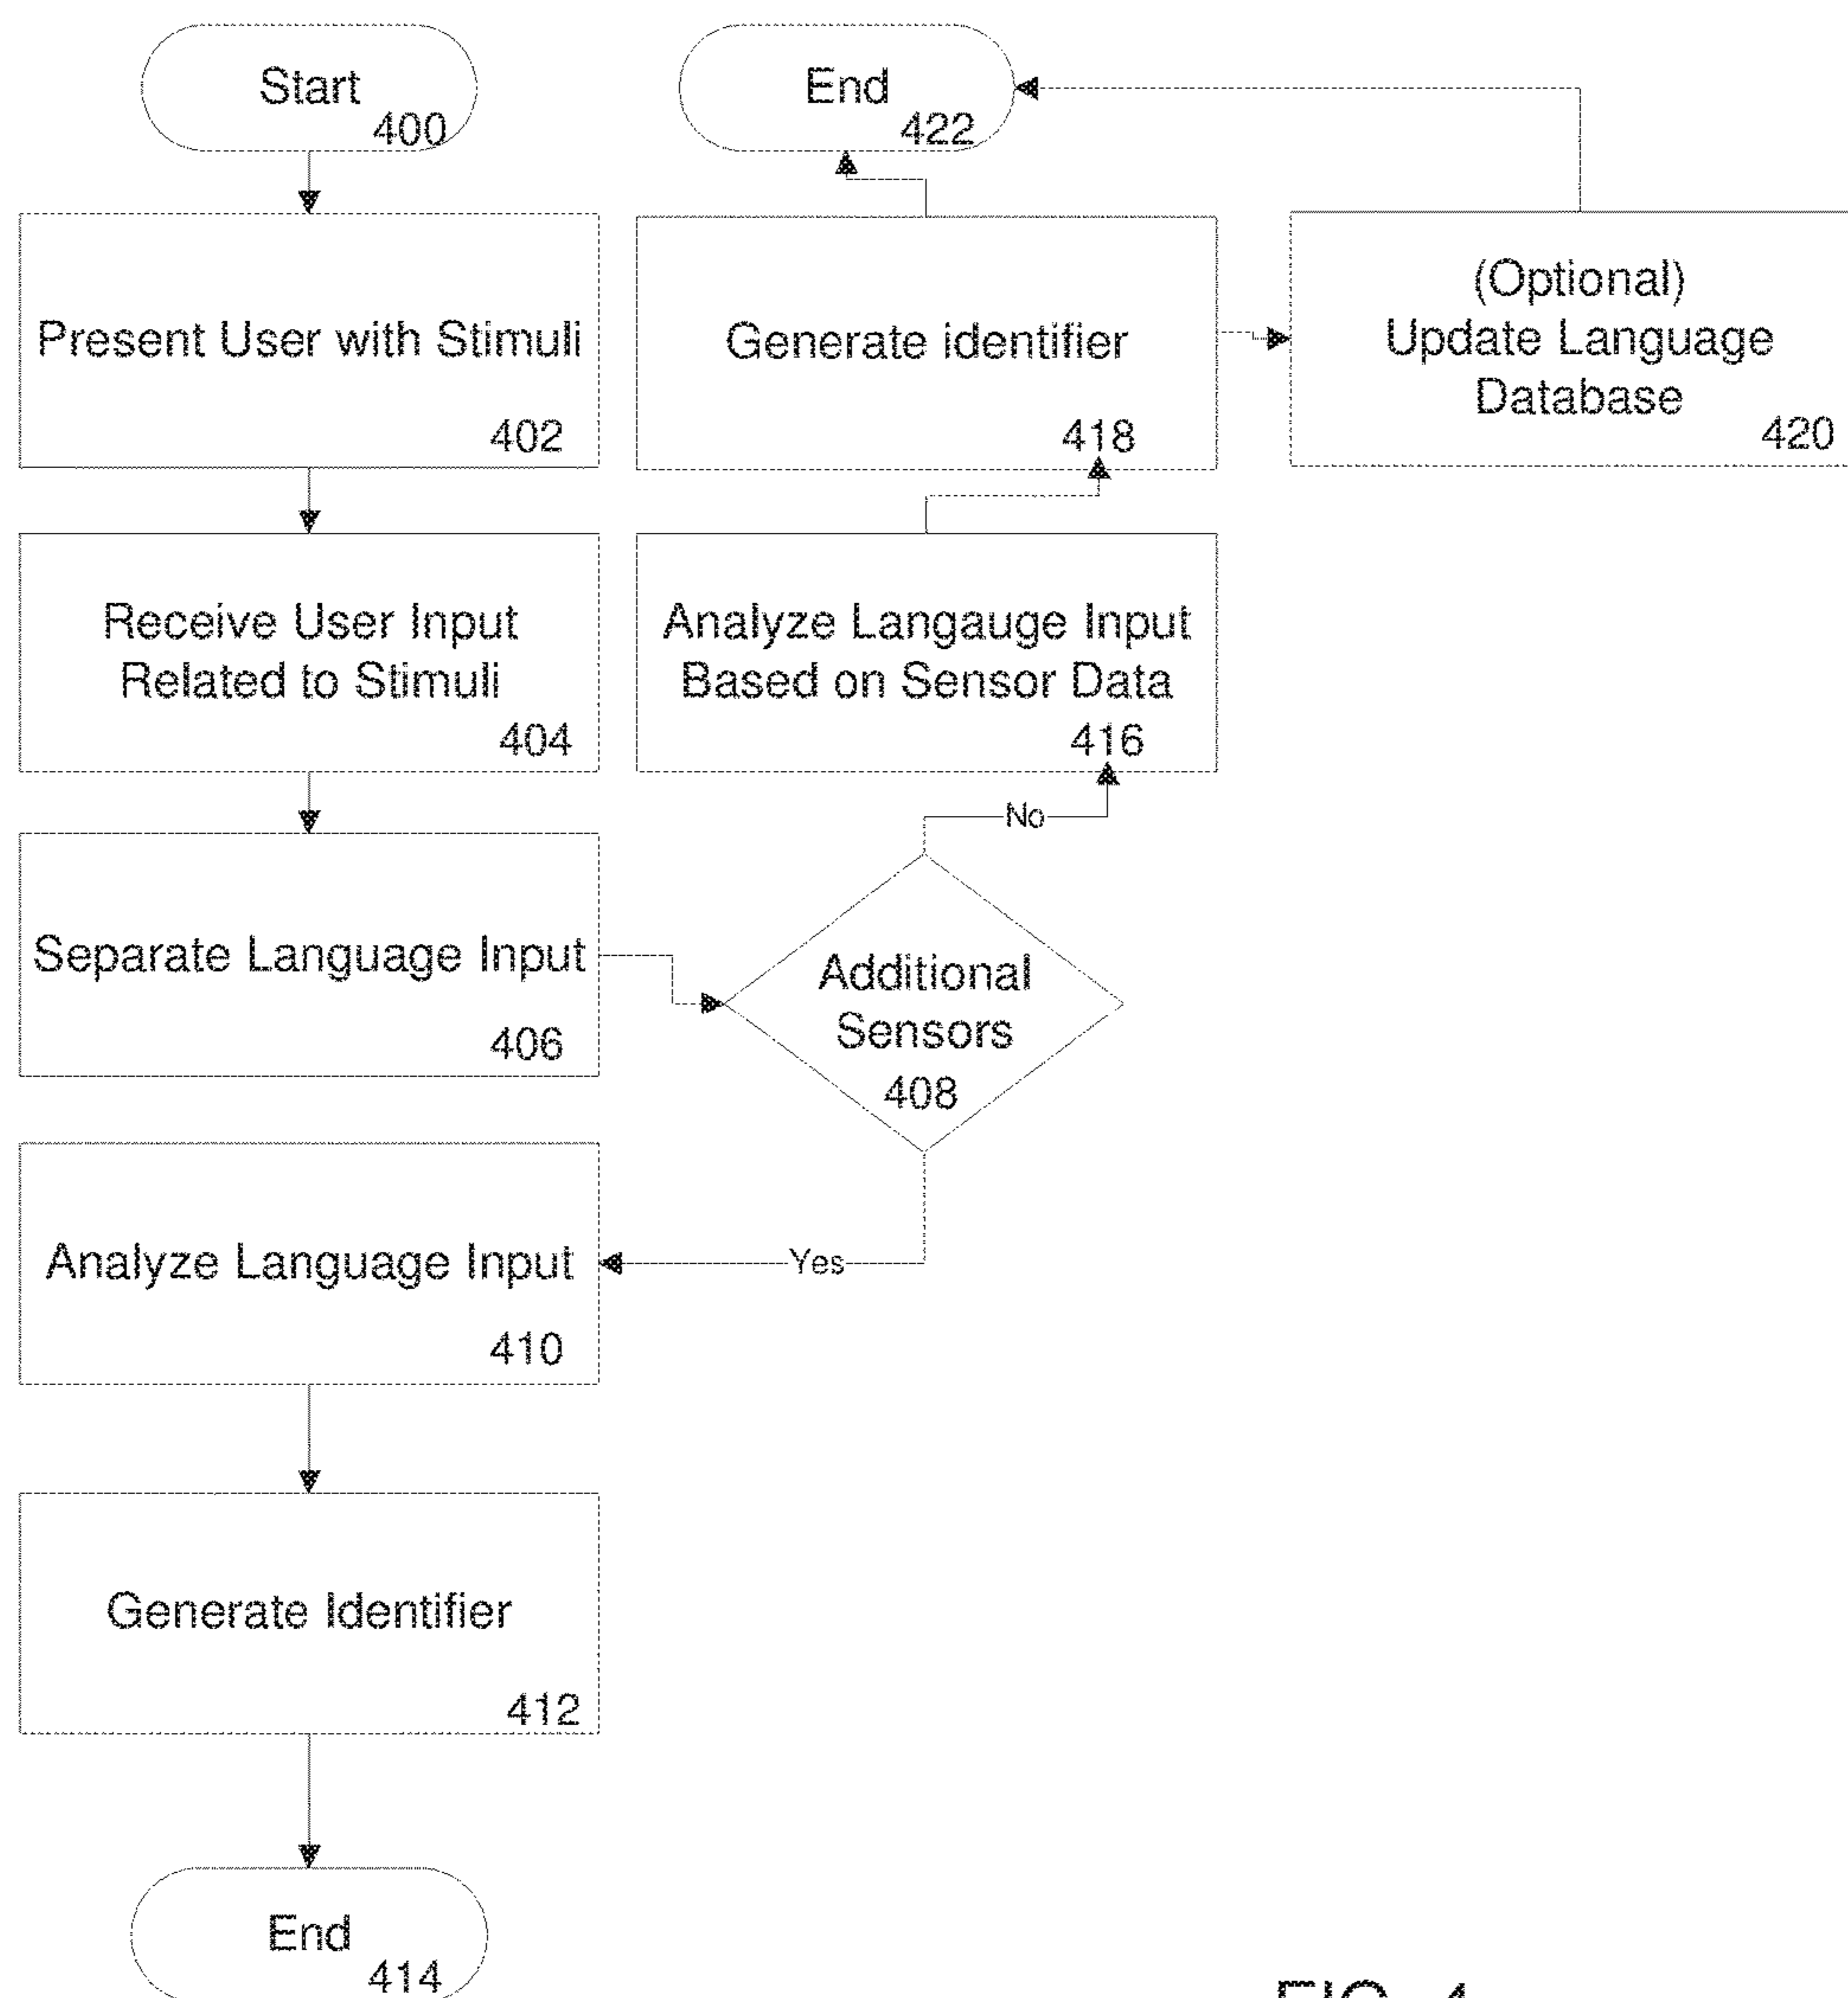 Start
400
Present User with Stimuli
402
Receive User Input
Related to Stimuli
404
Separate Language Input
406
Additional
Sensors
408
Yes
Analyze Language Input
410
Generate Identifier
412
End
414
No
Analyze Langauge Input
Based on Sensor Data
416
Generate identifier
418
(Optional)
Update Language
Database
420
End
422
FIG. 4